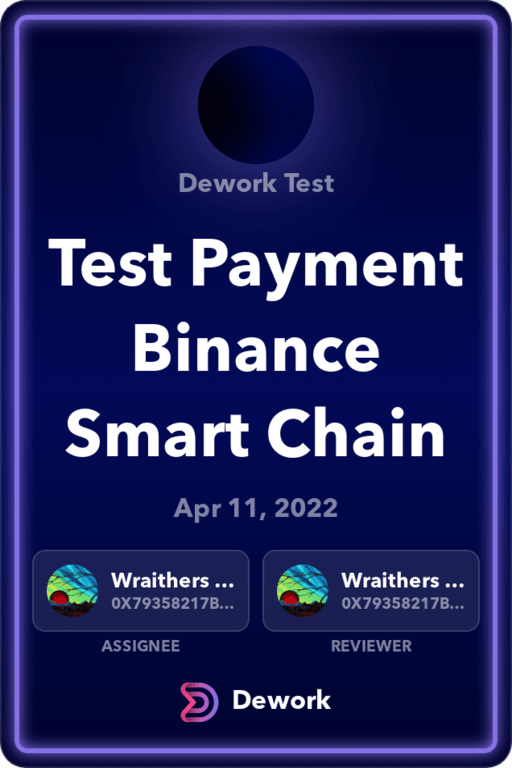 Dework Test
Test Payment
Binance
Smart Chain
Apr 11, 2022
Wraithers ...
0X79358217B...
Wraithers ...
0X79358217B...
ASSIGNEE
REVIEWER
Dework